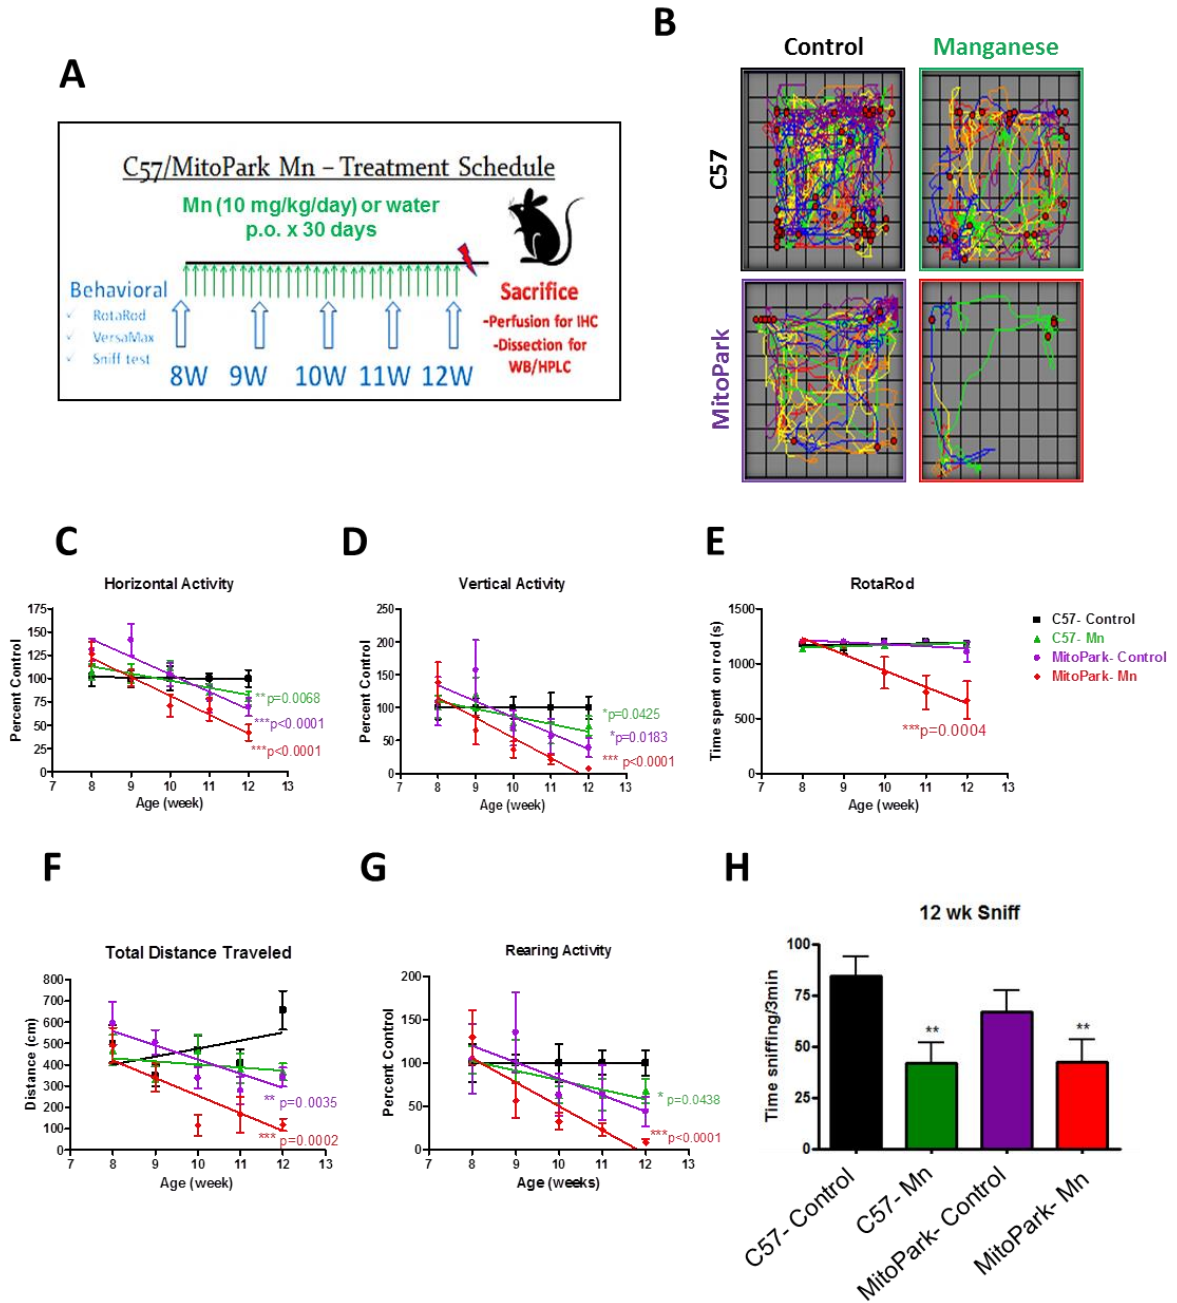 A
C57/MitoPark Mn – Treatment Schedule
Mn (10 mg/kg/day) or water
p.o. x 30 days
Behavioral
✓ RotaRod
✓ VersaMax
✓ Sniff test
8W 9W 10W 11W 12W
Sacrifice
-Perfusion for IHC
-Dissection for
WB/HPLC
B
Control Manganese
C57
MitoPark
C
Horizontal Activity
Percent Control
175
150
125
100
75
50
25
0
7 8 9 10 11 12 13
Age (week)
**p=0.0068
***p<0.0001
***p<0.0001
D
Vertical Activity
Percent Control
250
200
150
100
50
0
7 8 9 10 11 12 13
Age (week)
*p=0.0425
*p=0.0183
*** p<0.0001
E
RotaRod
Time spent on rod (s)
1500
1000
500
0
7 8 9 10 11 12 13
Age (week)
***p=0.0004
C57- Control
C57- Mn
MitoPark- Control
MitoPark- Mn
F
Total Distance Traveled
Distance (cm)
800
700
600
500
400
300
200
100
0
7 8 9 10 11 12 13
Age (week)
** p=0.0035
*** p=0.0002
G
Rearing Activity
Percent Control
200
150
100
50
0
7 8 9 10 11 12 13
Age (weeks)
* p=0.0438
***p<0.0001
H
12 wk Sniff
Time sniffing/3min
100
75
50
25
0
**
**
C57- Control
C57- Mn
MitoPark- Control
MitoPark- Mn